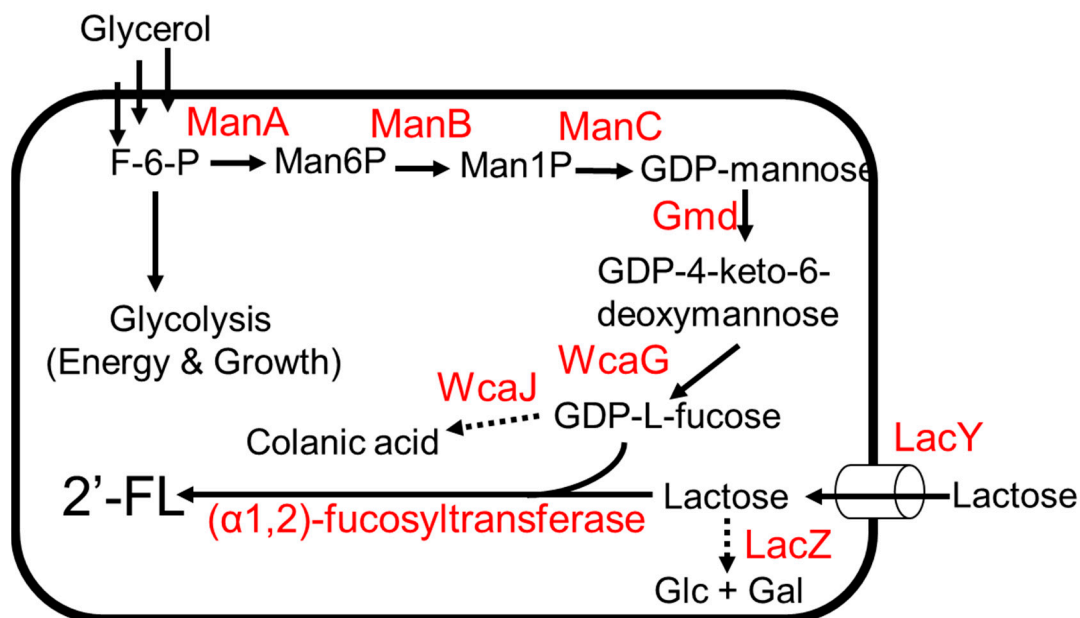 Glycerol
ManA
ManB
ManC
F-6-P
Man6P
Man1P
GDP-mannose
Gmd
GDP-4-keto-6-
deoxymannose
Glycolysis
(Energy & Growth)
WcaG
WcaJ
GDP-L-fucose
Colanic acid
LacY
2’-FL
(α1,2)-fucosyltransferase
Lactose
Lactose
LacZ
Glc + Gal